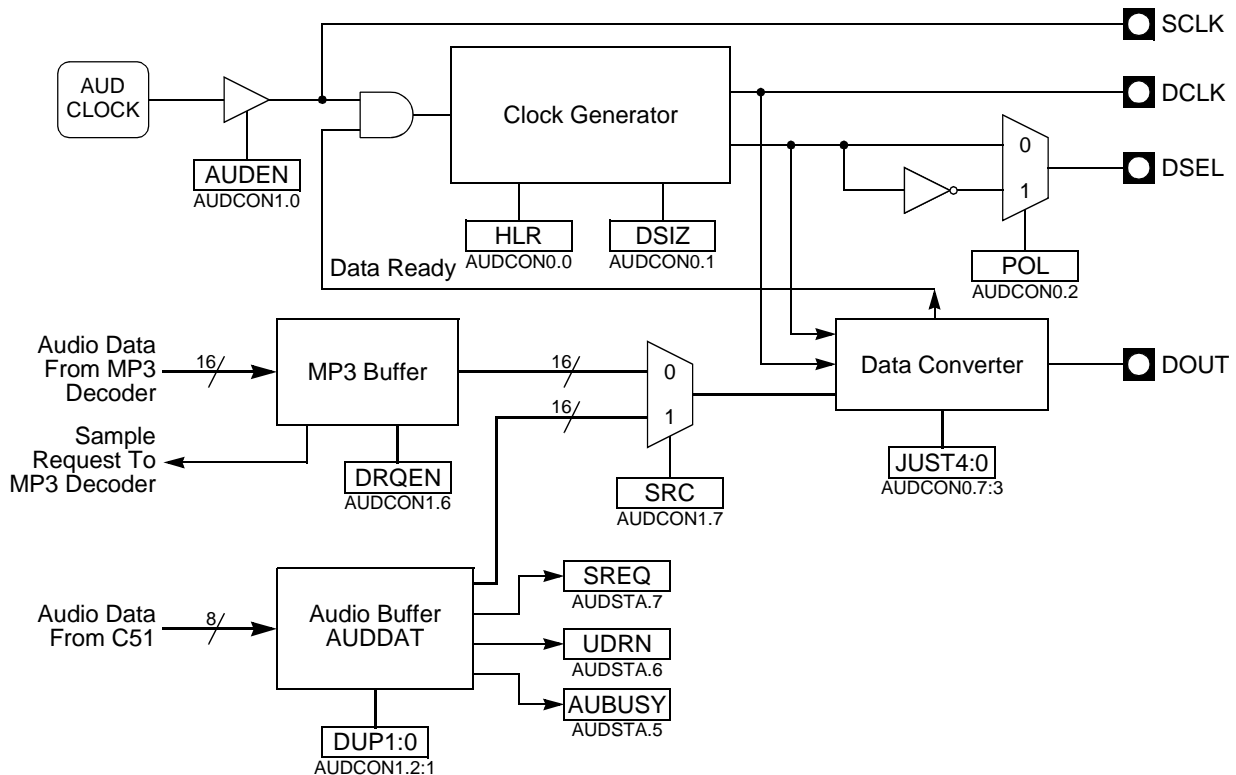 SCLK
AUD
CLOCK
Clock Generator
DCLK
0
1
DSEL
AUDEN
AUDCON1.0
HLR
AUDCON0.0
DSIZ
AUDCON0.1
POL
AUDCON0.2
Data Ready
Audio Data
From MP3
Decoder
16
MP3 Buffer
16
16
0
1
Data Converter
DOUT
Sample
Request To
MP3 Decoder
DRQEN
AUDCON1.6
SRC
AUDCON1.7
JUST4:0
AUDCON0.7:3
Audio Data
From C51
8
Audio Buffer
AUDDAT
SREQ
AUDSTA.7
UDRN
AUDSTA.6
AUBUSY
AUDSTA.5
DUP1:0
AUDCON1.2:1